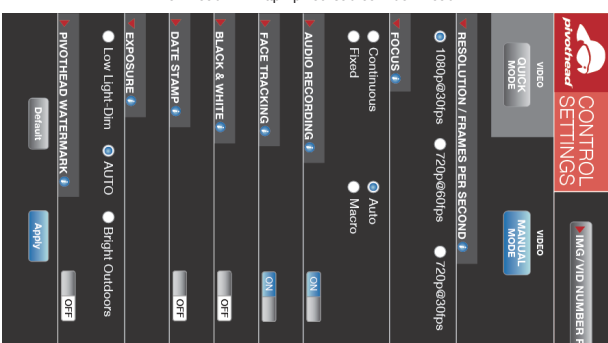 pivothead
CONTROL
SETTINGS
IMG/VID NUMBER
VIDEO
QUICK
MODE
VIDEO
MANUAL
MODE
RESOLUTION / FRAMES PER SECOND
1080p@30fps 720p@60fps 720p@30fps
FOCUS
Continuous Auto
Fixed Macro
AUDIO RECORDING ON
FACE TRACKING ON
BLACK & WHITE OFF
DATE STAMP OFF
EXPOSURE
Low Light-Dim AUTO Bright Outdoors
PIVOTHEAD WATERMARK OFF
Default Apply